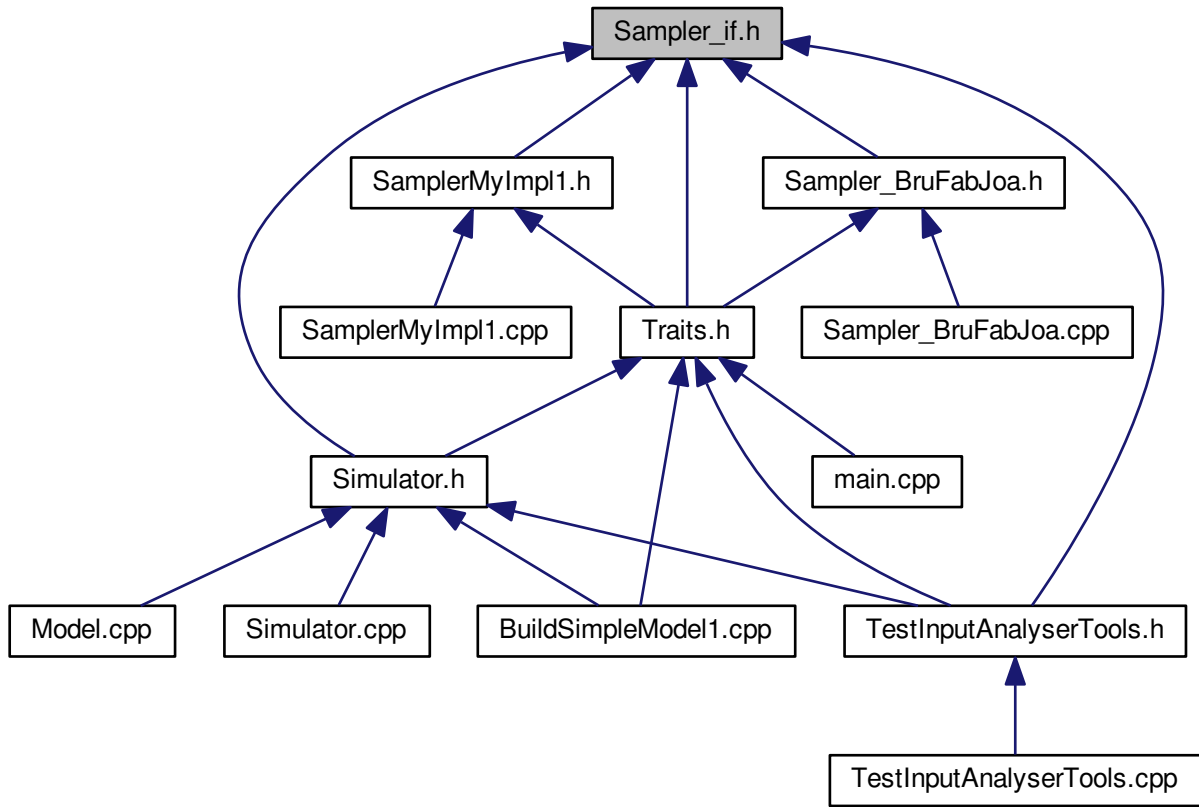 Sampler_if.h
SamplerMyImpl1.h
Sampler_BruFabJoa.h
SamplerMyImpl1.cpp
Traits.h
Sampler_BruFabJoa.cpp
Simulator.h
main.cpp
Model.cpp
Simulator.cpp
BuildSimpleModel1.cpp
TestInputAnalyserTools.h
TestInputAnalyserTools.cpp